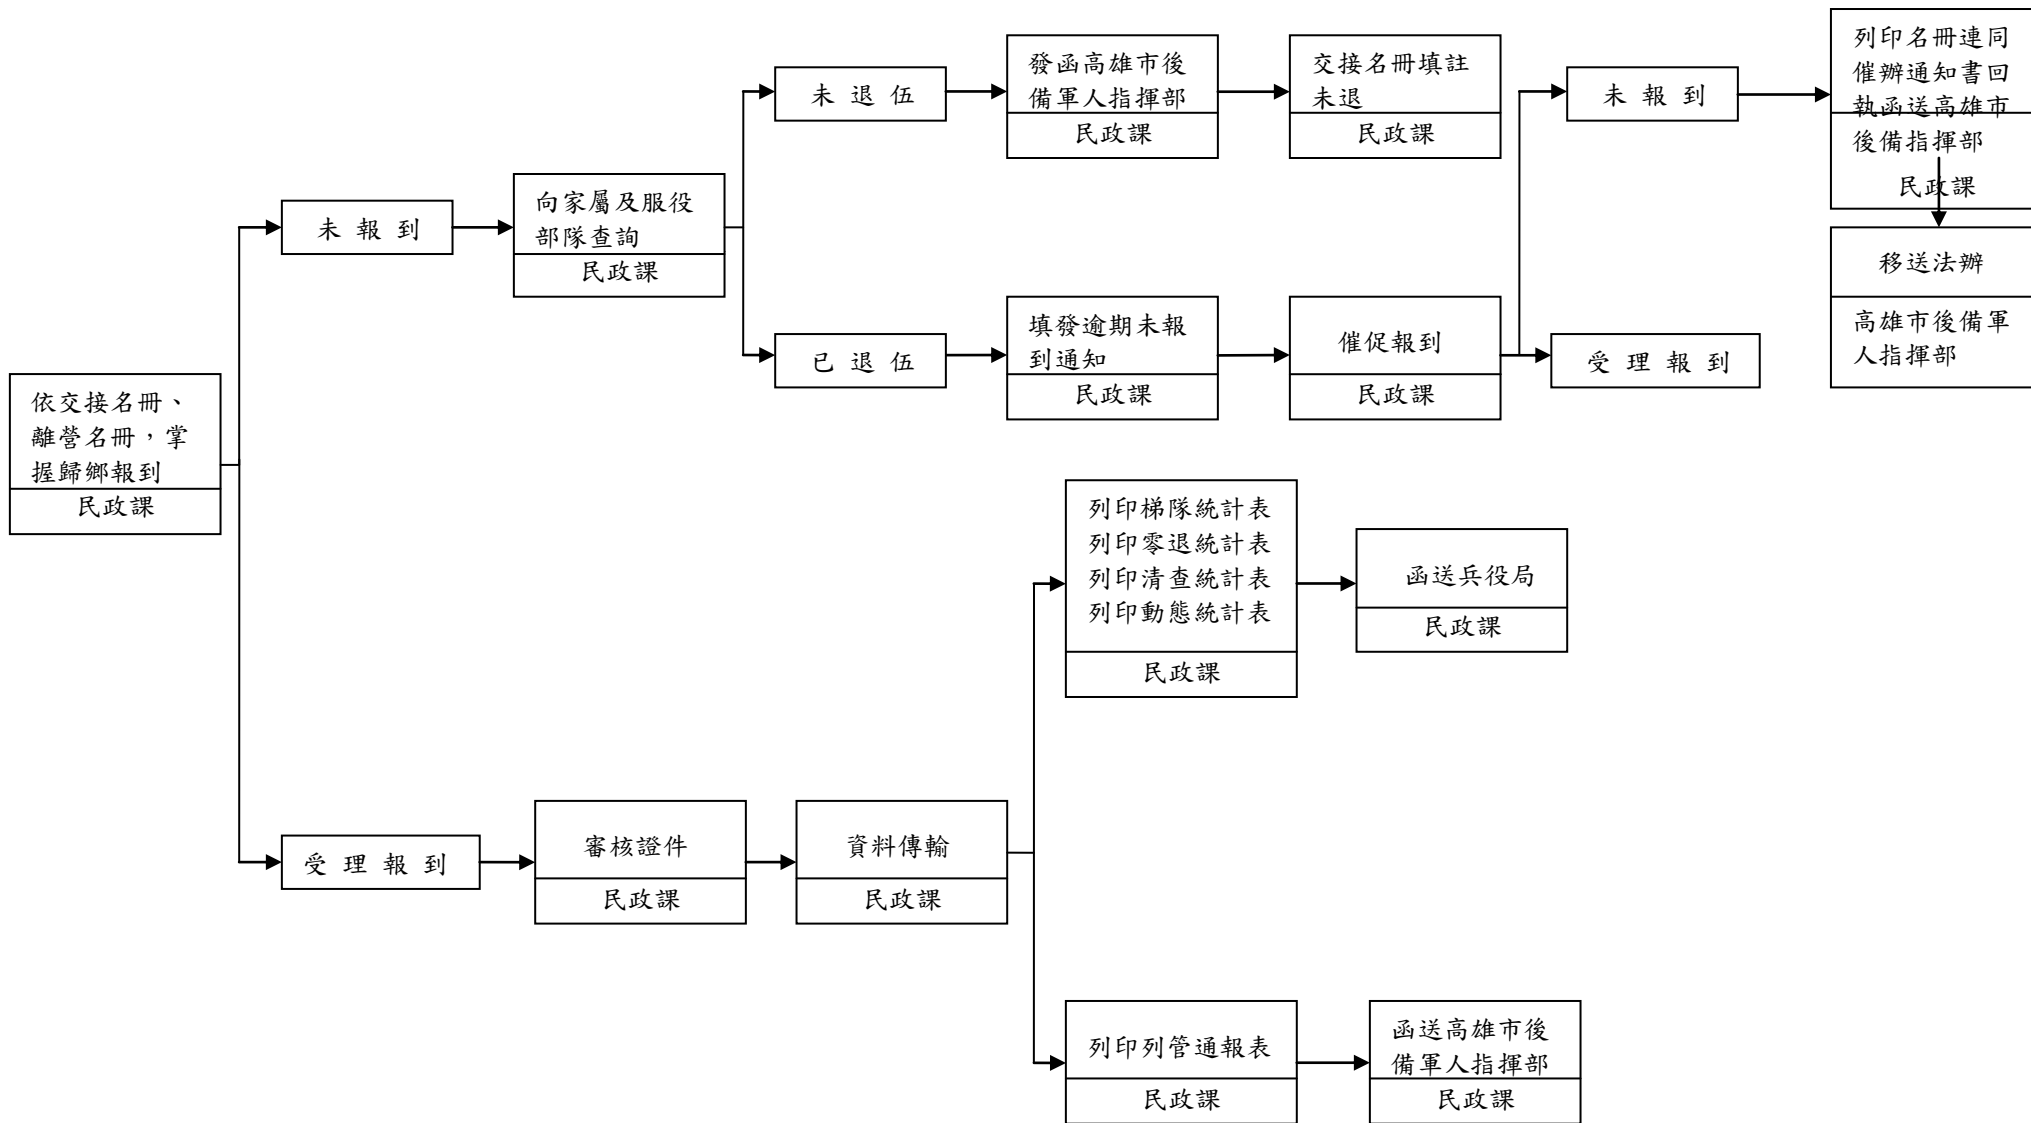 依交接名冊、
離營名冊，掌
握歸鄉報到
民政課
未報到
向家屬及服役
部隊查詢
民政課
未退伍
發函高雄市後
備軍人指揮部
民政課
交接名冊填註
未退
民政課
已退伍
填發逾期未報
到通知
民政課
催促報到
民政課
未報到
列印名冊連同
催辦通知書回
執函送高雄市
後備指揮部
民政課
移送法辦
高雄市後備軍
人指揮部
受理報到
受理報到
審核證件
民政課
資料傳輸
民政課
列印梯隊統計表
列印零退統計表
列印清查統計表
列印動態統計表
民政課
函送兵役局
民政課
列印列管通報表
民政課
函送高雄市後
備軍人指揮部
民政課